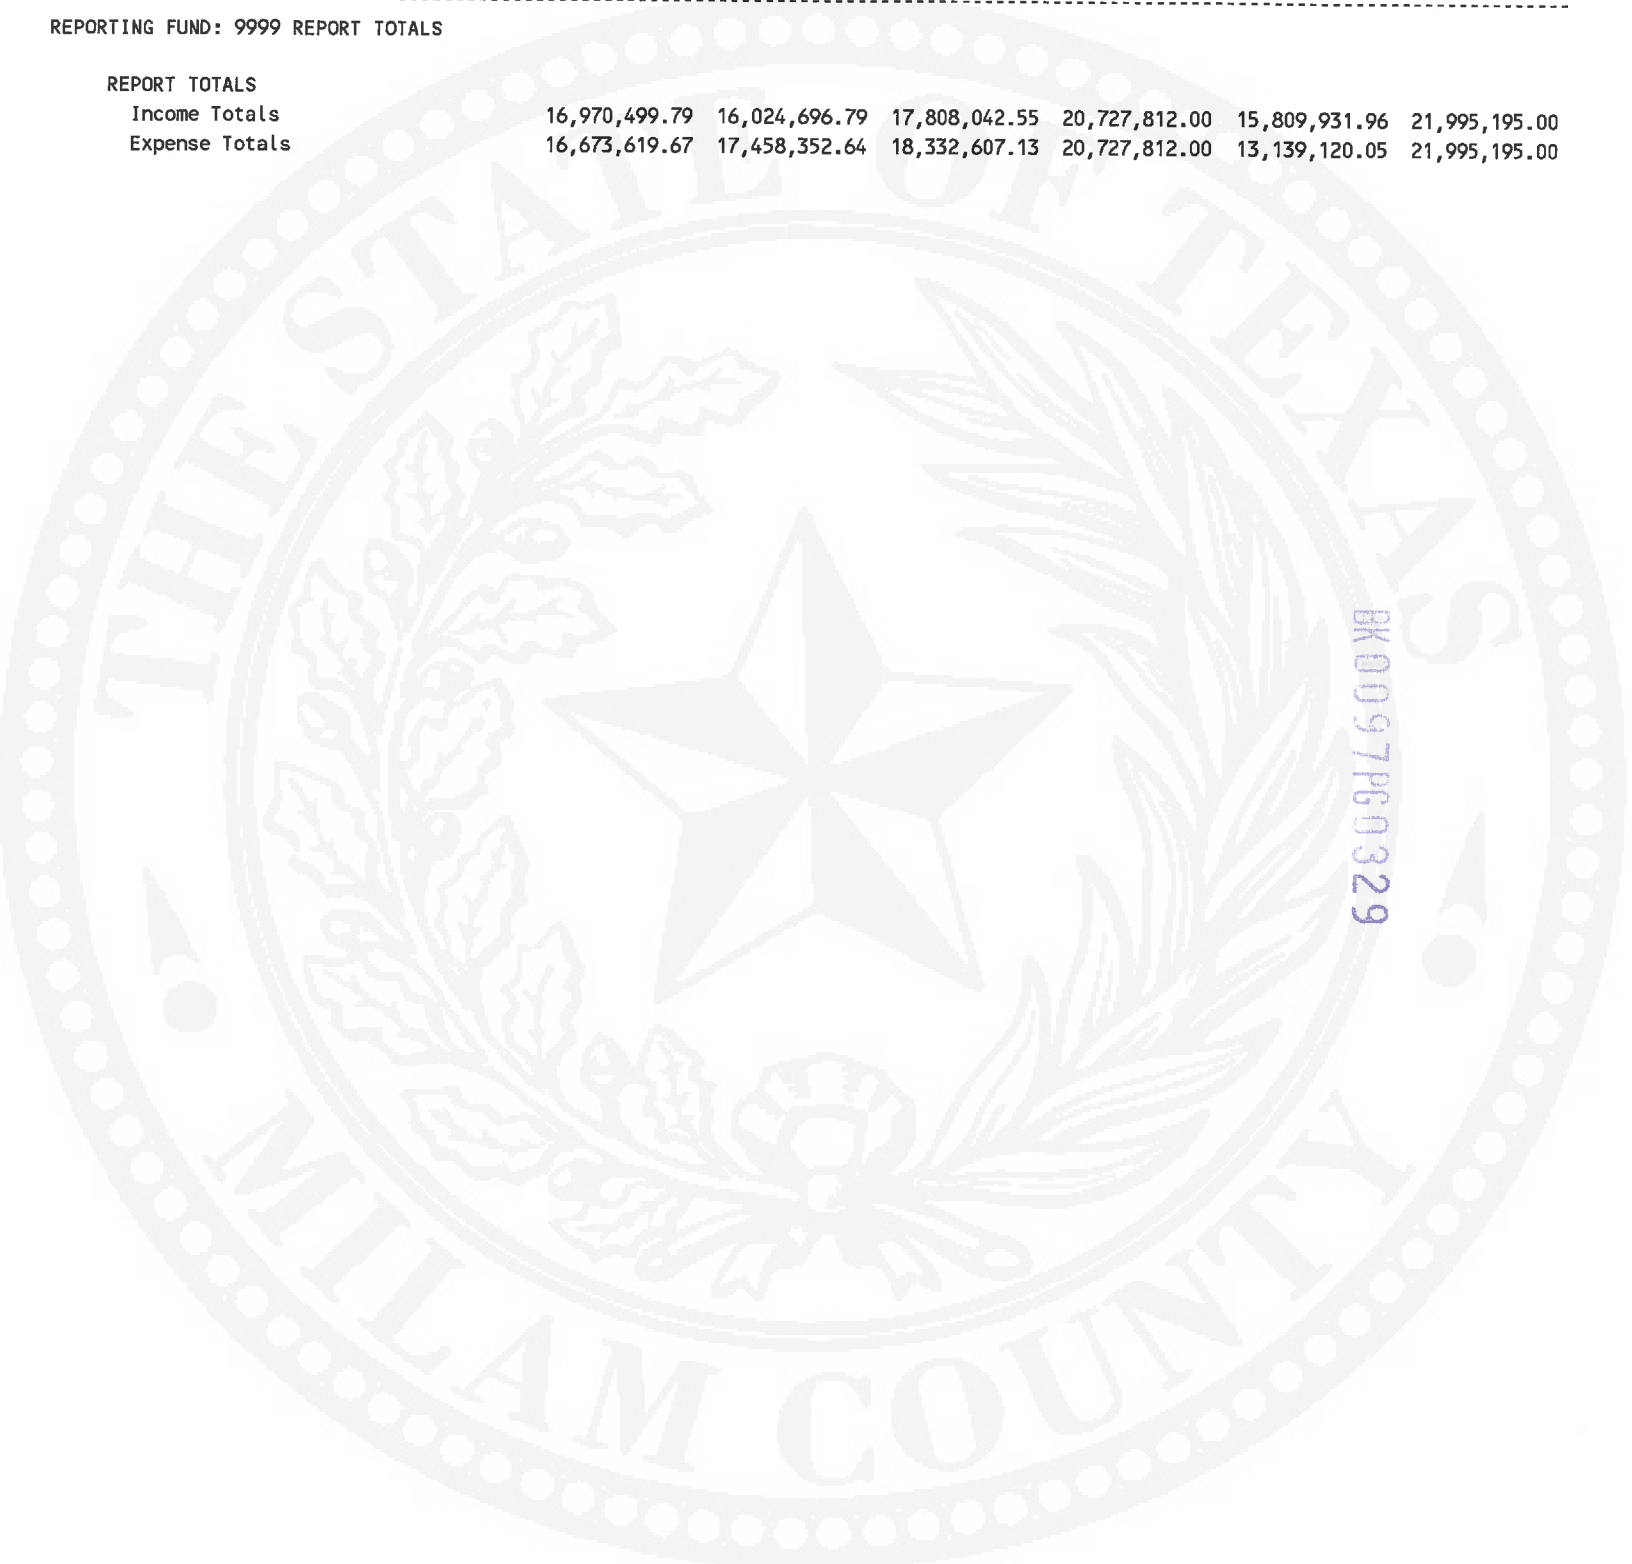 REPORTING FUND: 9999 REPORT TOTALS
REPORT TOTALS
Income Totals 16,970,499.79 16,024,696.79 17,808,042.55 20,727,812.00 15,809,931.96 21,995,195.00
Expense Totals 16,673,619.67 17,458,352.64 18,332,607.13 20,727,812.00 13,139,120.05 21,995,195.00
THE STATE OF TEXAS
BK0097PG0329
MILAM COUNTY